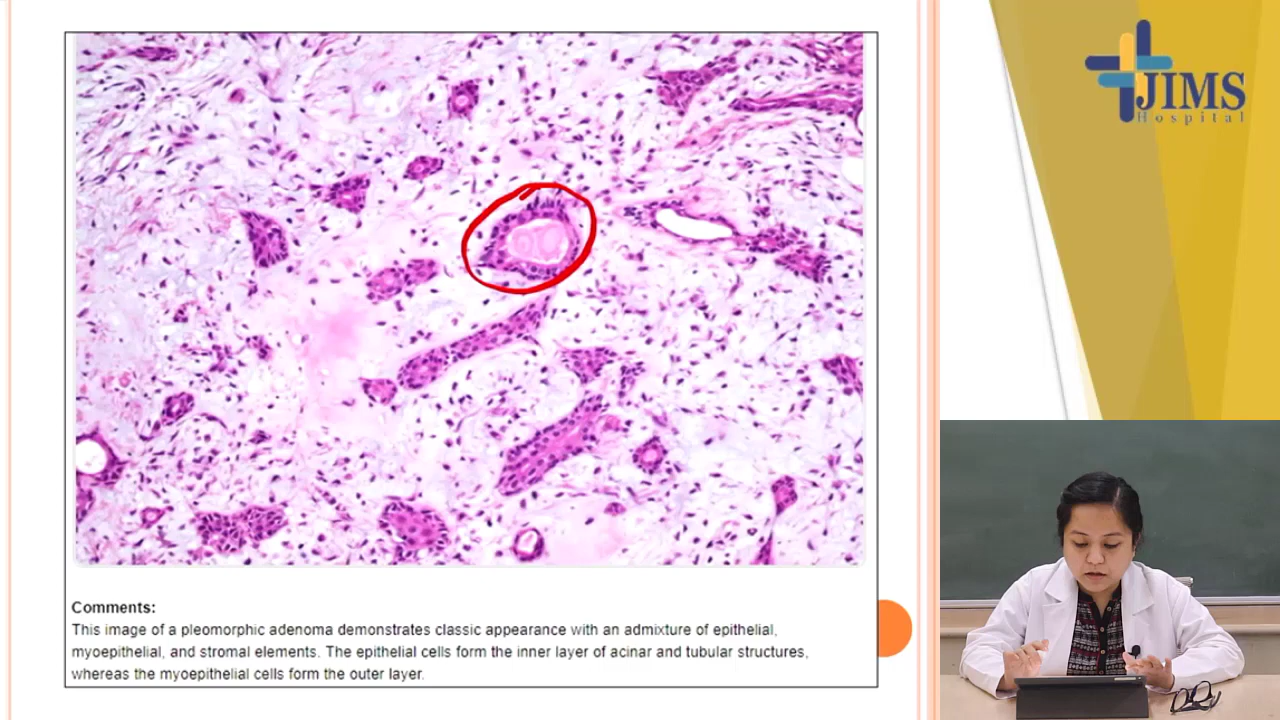 JIMS
Hospital
Comments:
This image of a pleomorphic adenoma demonstrates classic appearance with an admixture of epithelial,
myoepithelial, and stromal elements. The epithelial cells form the inner layer of acinar and tubular structures,
whereas the myoepithelial cells form the outer layer.